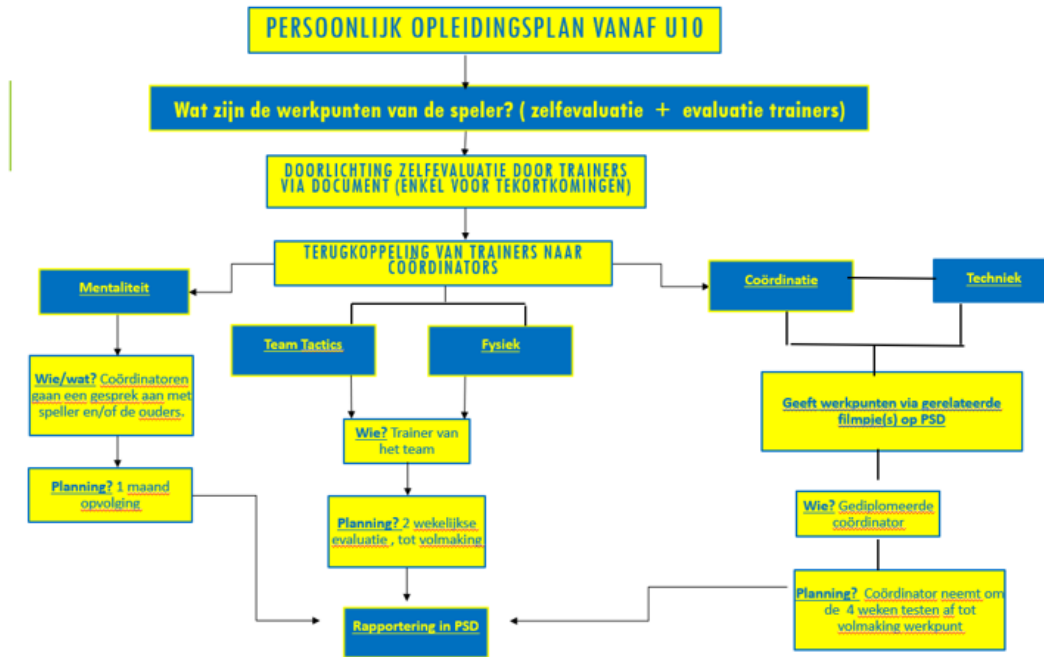 PERSOONLIJK OPLEIDINGSPLAN VANAF U10
Wat zijn de werkpunten van de speler? ( zelfevaluatie + evaluatie trainers)
DOORLICHTING ZELFEVALUATIE DOOR TRAINERS
VIA DOCUMENT (ENKEL VOOR TEKORTKOMINGEN)
TERUGKOPPELING VAN TRAINERS NAAR
COÖRDINATORS
Mentaliteit
Wie/wat? Coördinatoren
gaan een gesprek aan met
speller en/of de ouders.
Planning? 1 maand
opvolging
Team Tactics
Fysiek
Wie? Trainer van
het team
Planning? 2 wekelijkse
evaluatie , tot volmaking
Coördinatie
Techniek
Geeft werkpunten via gerelateerde
filmpje(s) op PSD
Wie? Gediplomeerde
coördinator
Planning? Coördinator neemt om
de 4 weken testen af tot
volmaking werkpunt
Rapportering in PSD